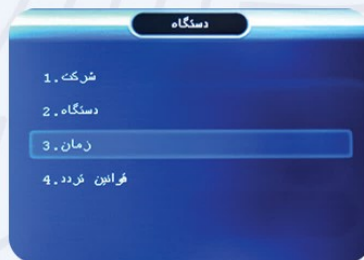 دستگاه
1. شرکت
2. دستگاه
3. زمان
4. قوانین تردد